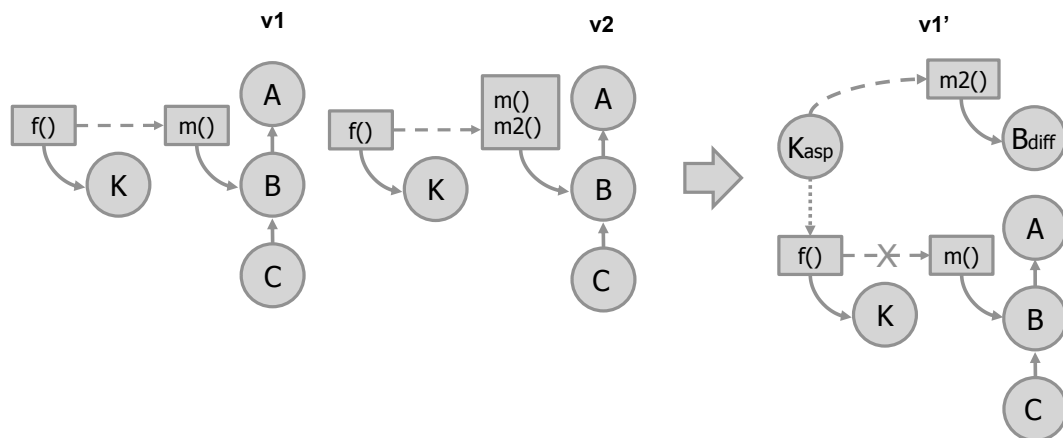 v1
A
f()
m()
K
B
C
v2
A
m()
m2()
f()
K
B
C
v1’
m2()
Kasp
Bdiff
f()
X
m()
A
K
B
C